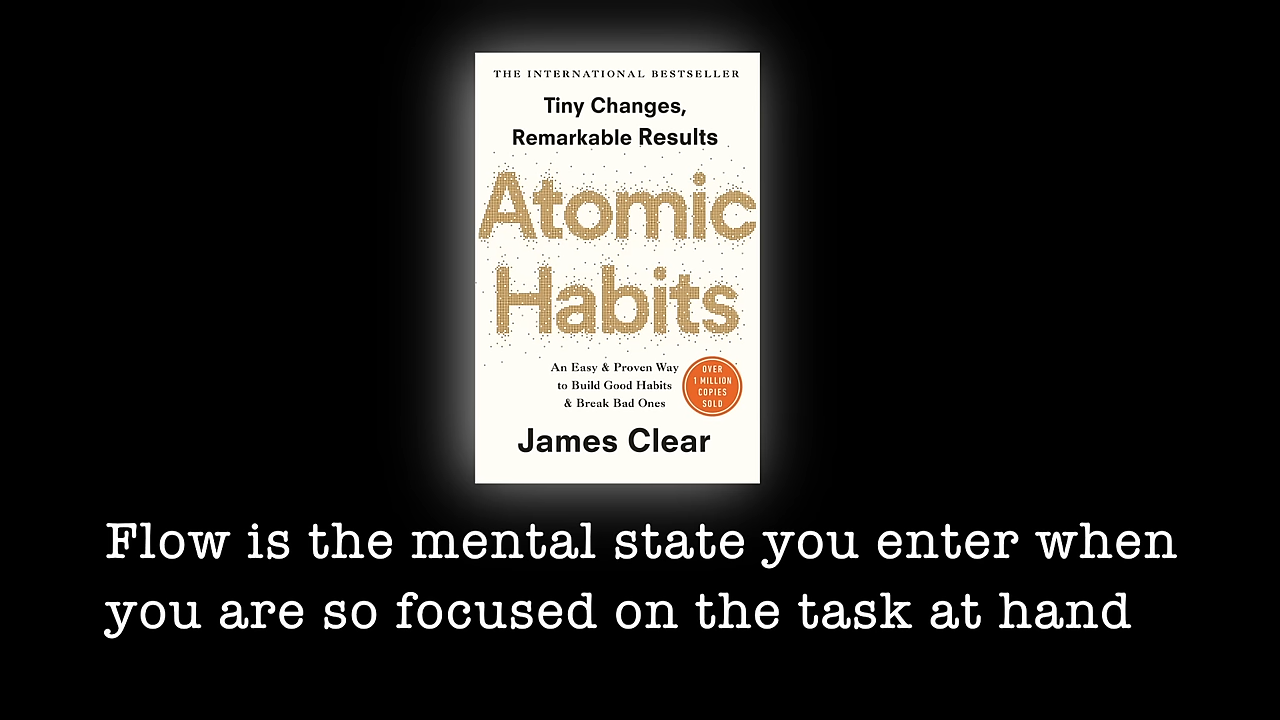 THE INTERNATIONAL BESTSELLER
Tiny Changes,
Remarkable Results
Atomic
Habits
An Easy & Proven Way
to Build Good Habits
& Break Bad Ones
OVER
1 MILLION
COPIES
SOLD
James Clear
Flow is the mental state you enter when
you are so focused on the task at hand